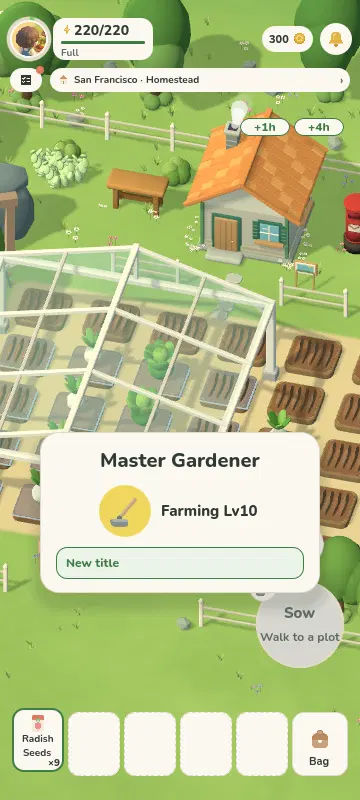 220/220
Full
300
San Francisco · Homestead
+1h
+4h
Master Gardener
Farming Lv10
New title
Sow
Walk to a plot
Radish
Seeds
×9
Bag